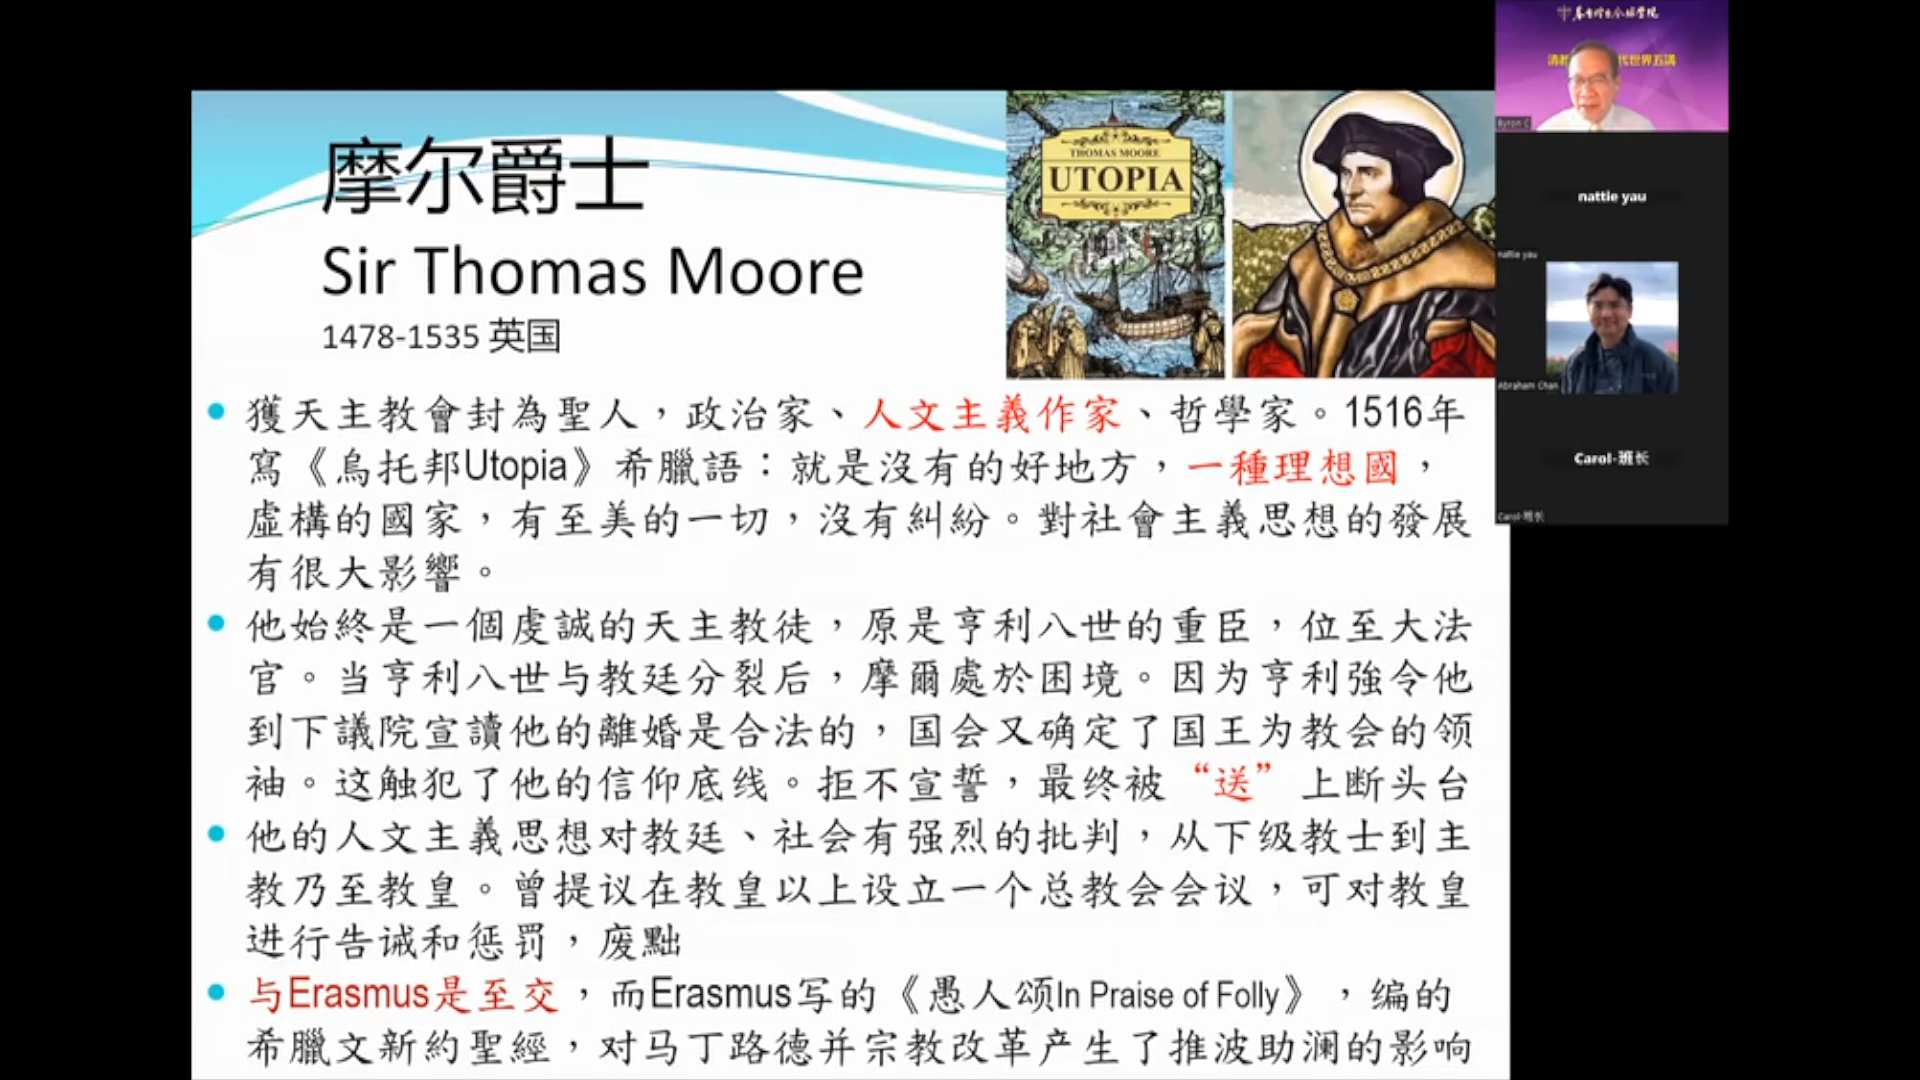 摩尔爵士
Sir Thomas Moore
1478-1535 英国
THOMAS MOORE
UTOPIA
獲天主教會封為聖人，政治家、人文主義作家、哲學家。1516年
寫《烏托邦Utopia》希臘語：就是沒有的好地方，一種理想國，
虛構的國家，有至美的一切，沒有糾紛。對社會主義思想的發展
有很大影響。
他始終是一個虔誠的天主教徒，原是亨利八世的重臣，位至大法
官。当亨利八世与教廷分裂后，摩爾處於困境。因为亨利強令他
到下議院宣讀他的離婚是合法的，国会又确定了国王为教会的领
袖。这触犯了他的信仰底线。拒不宣誓，最终被“送”上断头台
他的人文主義思想对教廷、社会有强烈的批判，从下级教士到主
教乃至教皇。曾提议在教皇以上设立一个总教会会议，可对教皇
进行告诫和惩罚，废黜
与Erasmus是至交，而Erasmus写的《愚人颂In Praise of Folly》，编的
希臘文新約聖經，对马丁路德并宗教改革产生了推波助澜的影响
代世界五講
Byron C
nattie yau
nattie yau
Abraham Chan
Carol-班长
Carol-班长